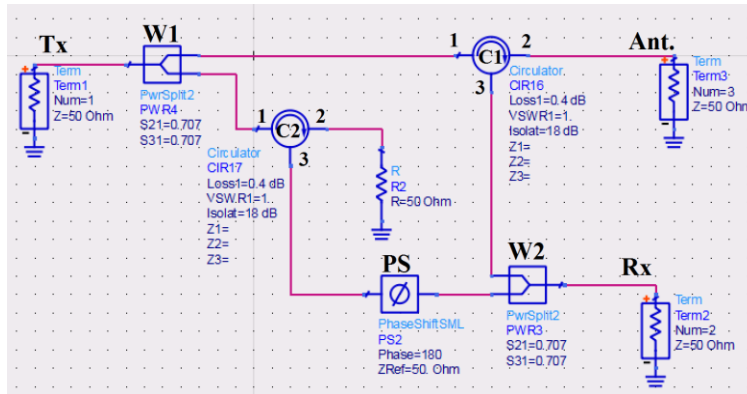 Tx
W1
1
C1
2
Ant.
3
Term
Term1
Num=1
Z=50 Ohm
PwrSplit2
PWR4
S21=0.707
S31=0.707
Circulator
CIR16
Loss1=0.4 dB
VSWR1=1.
Isolat=18 dB
Z1=
Z2=
Z3=
Term
Term3
Num=3
Z=50 Ohm
1
C2
2
3
Circulator
CIR17
Loss1=0.4 dB
VSWR1=1.
Isolat=18 dB
Z1=
Z2=
Z3=
R
R2
R=50 Ohm
PS
PhaseShiftSML
PS2
Phase=180
ZRef=50. Ohm
W2
PwrSplit2
PWR3
S21=0.707
S31=0.707
Rx
Term
Term2
Num=2
Z=50 Ohm